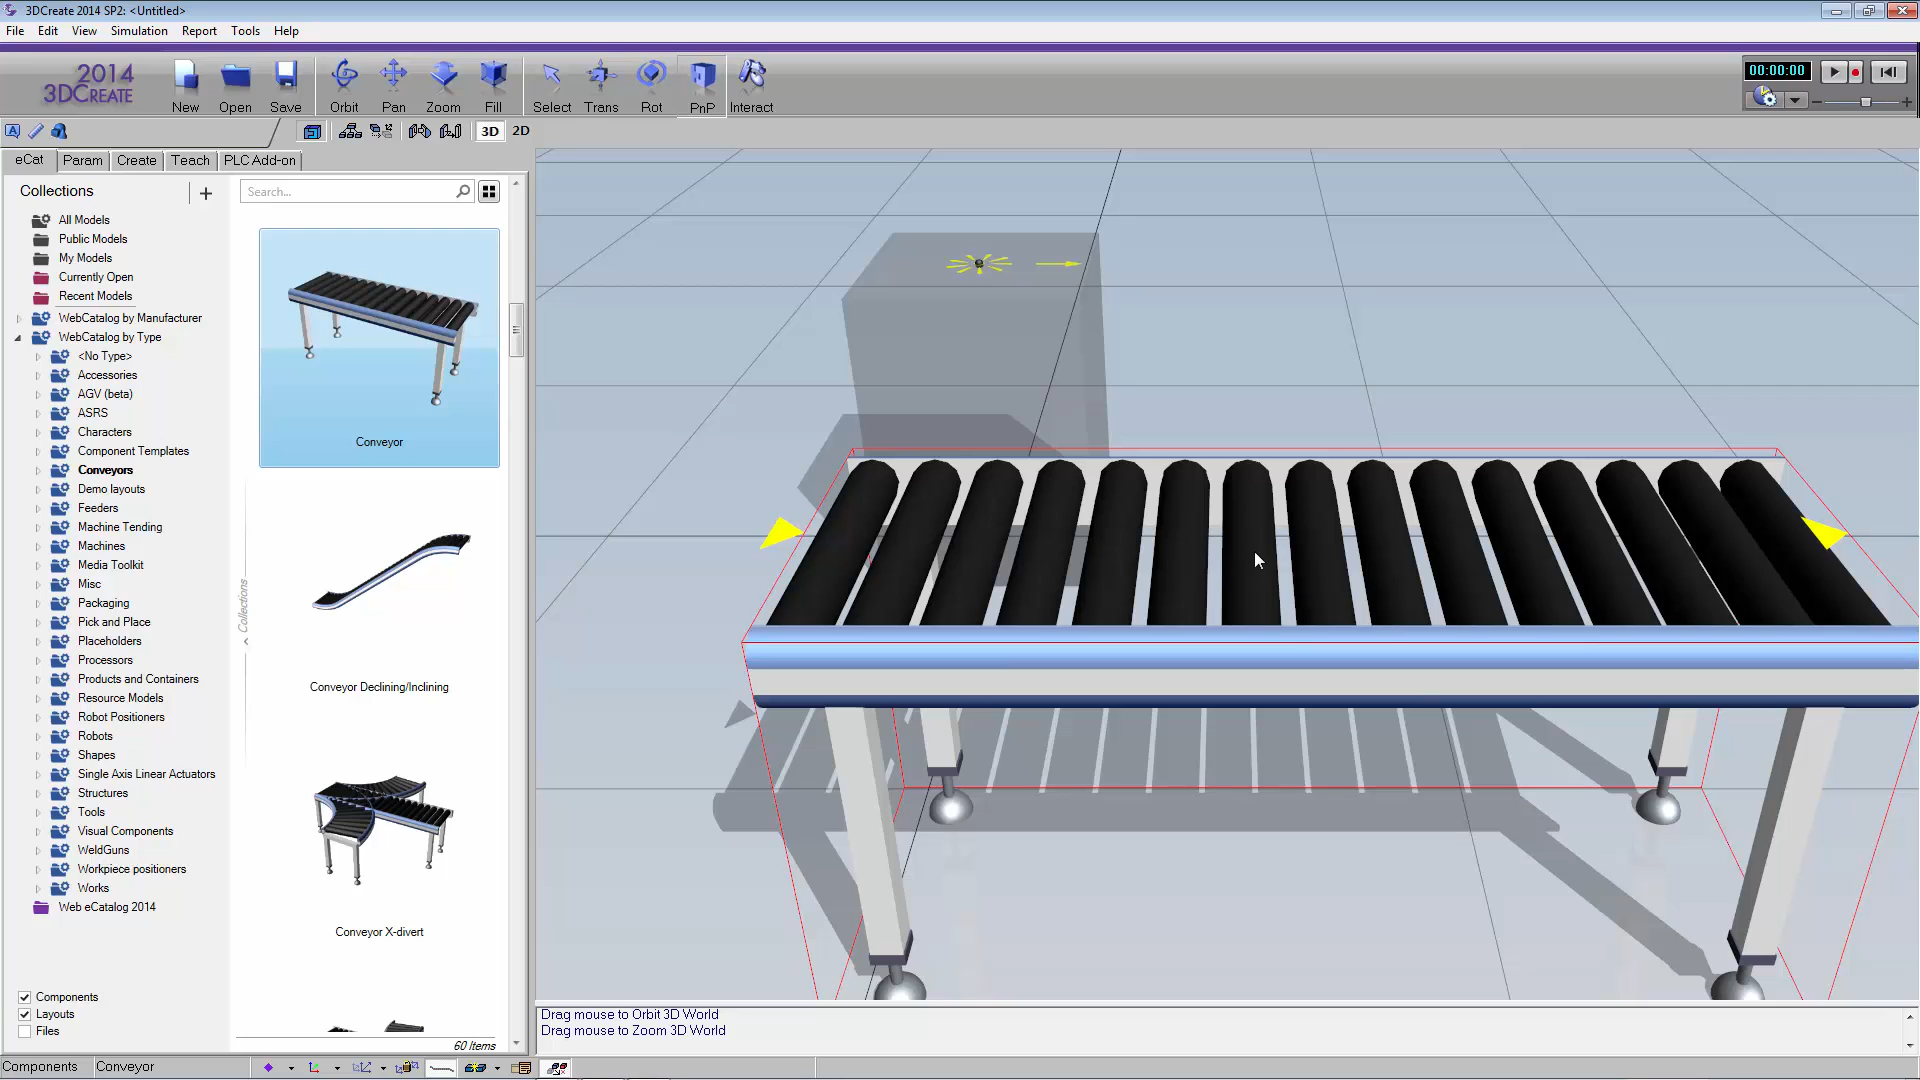 3DCreate 2014 SP2: <Untitled>
File Edit View Simulation Report Tools Help
2014
3DCREATE
New Open Save Orbit Pan Zoom Fill Select Trans Rot PnP Interact
00:00:00
3D 2D
eCat Param Create Teach PLC Add-on
Collections
Search...
All Models
Public Models
My Models
Currently Open
Recent Models
WebCatalog by Manufacturer
WebCatalog by Type
<No Type>
Accessories
AGV (beta)
ASRS
Characters
Component Templates
Conveyors
Demo layouts
Feeders
Machine Tending
Machines
Media Toolkit
Misc
Packaging
Pick and Place
Placeholders
Processors
Products and Containers
Resource Models
Robot Positioners
Robots
Shapes
Single Axis Linear Actuators
Structures
Tools
Visual Components
WeldGuns
Workpiece positioners
Works
Web eCatalog 2014
Components
Layouts
Files
Collections
Conveyor
Conveyor Declining/Inclining
Conveyor X-divert
60 Items
Drag mouse to Orbit 3D World
Drag mouse to Zoom 3D World
Components Conveyor